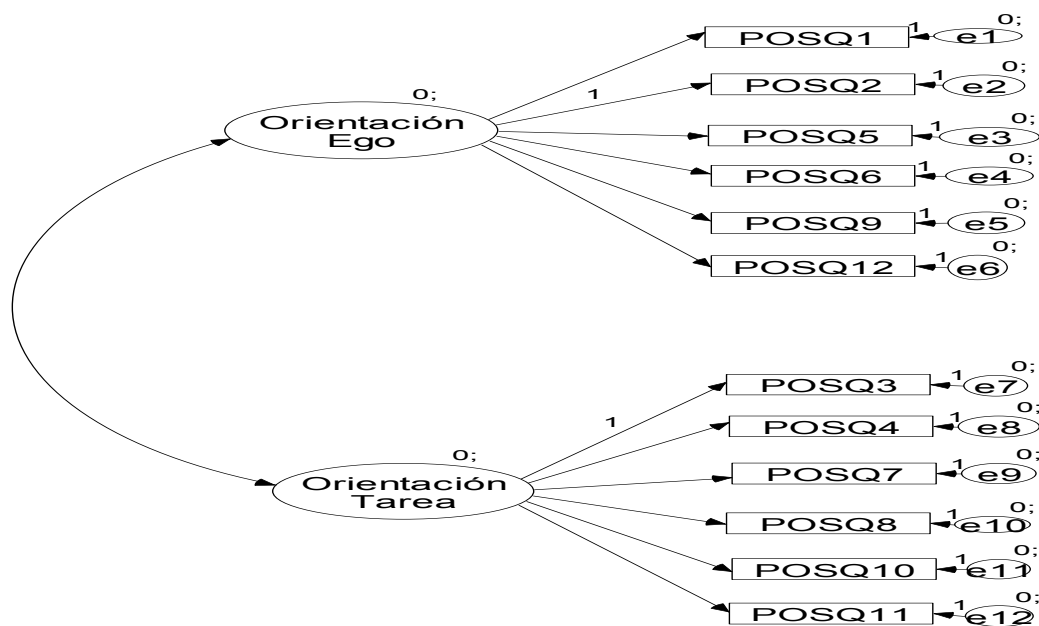 0;
1
POSQ1
e1
0;
1
POSQ2
e2
0;
1
POSQ5
e3
0;
1
POSQ6
e4
0;
1
POSQ9
e5
0;
1
POSQ12
e6
0;
Orientación
Ego
1
0;
1
POSQ3
e7
0;
1
POSQ4
e8
0;
1
POSQ7
e9
0;
1
POSQ8
e10
0;
1
POSQ10
e11
0;
1
POSQ11
e12
0;
Orientación
Tarea
1